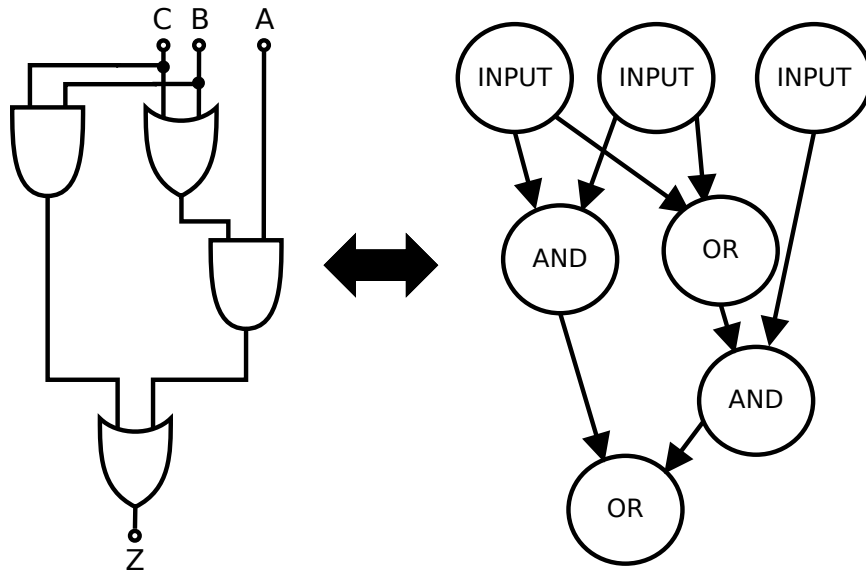 C B A
Z
INPUT INPUT INPUT
AND OR
AND
OR